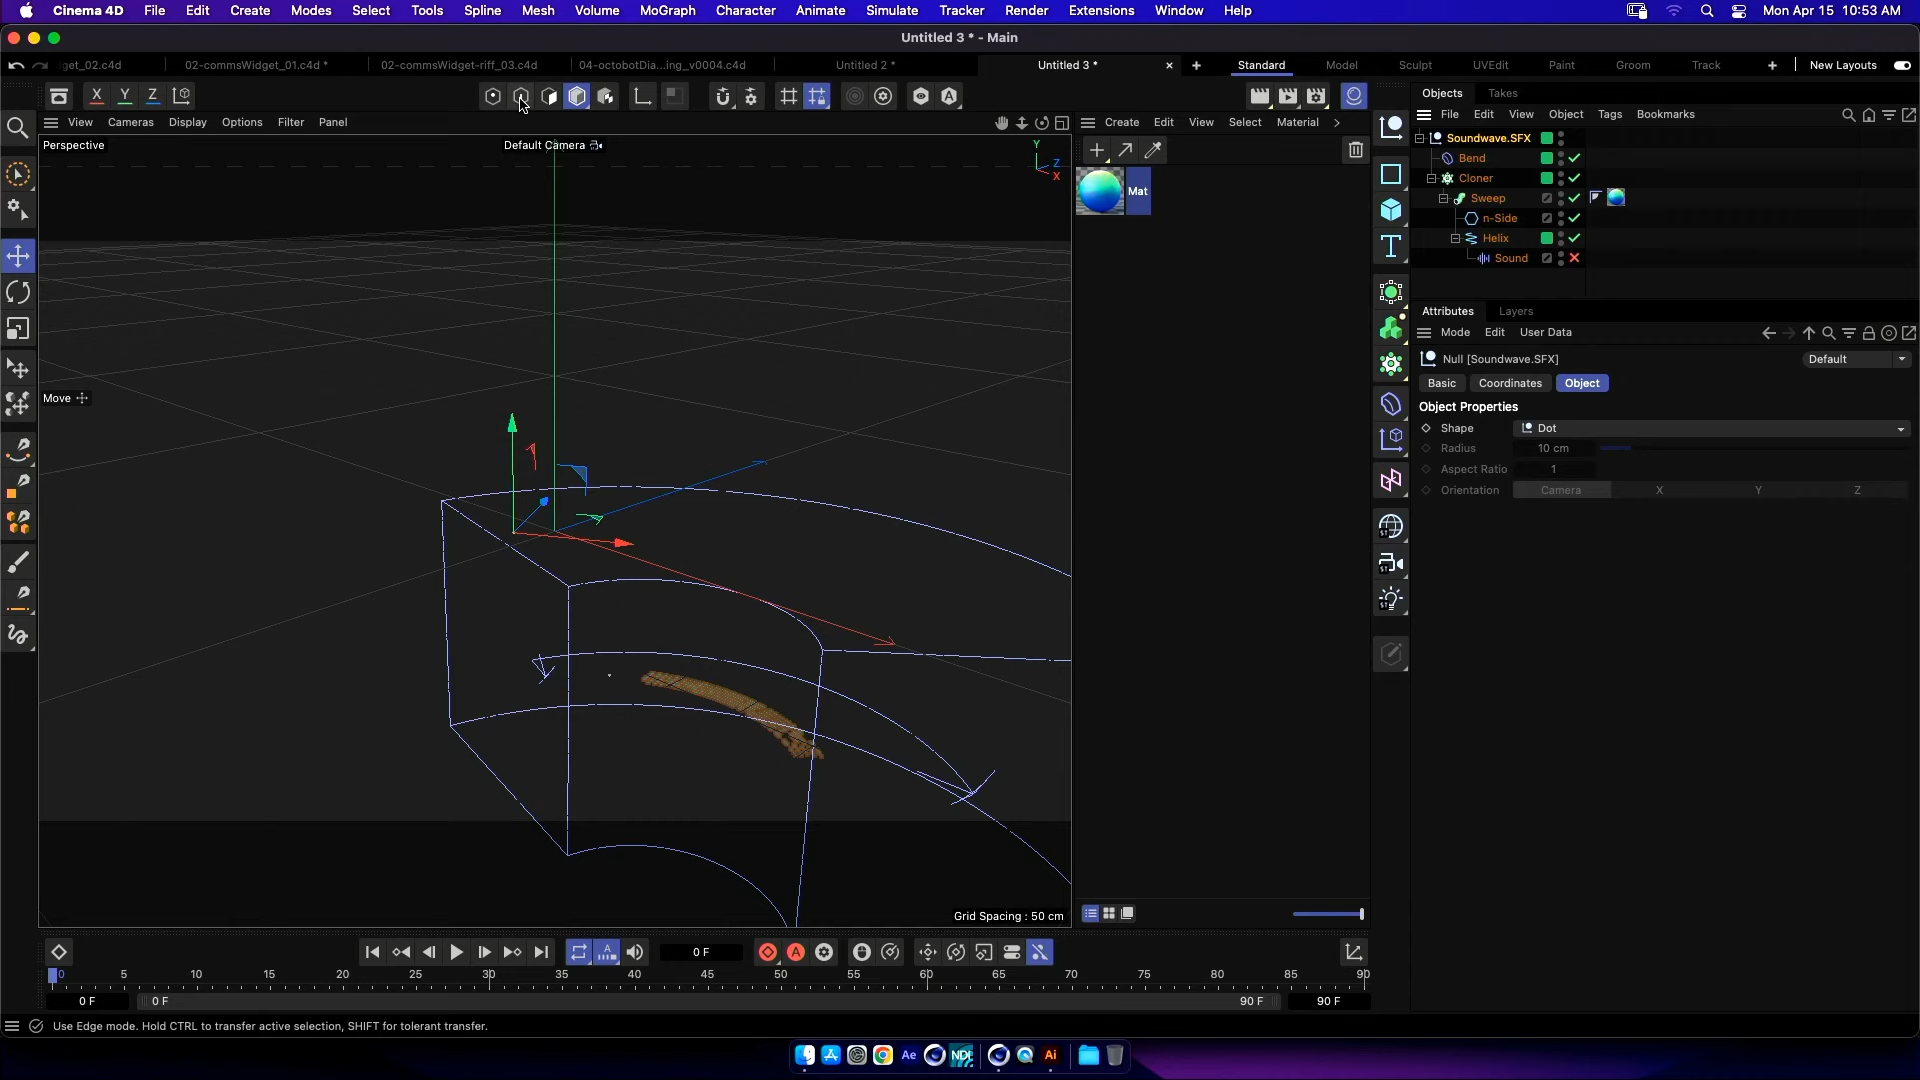 Cinema 4D File Edit Create Modes Select Tools Spline Mesh Volume MoGraph Character Animate Simulate Tracker Render Extensions Window Help Mon Apr 15 10:53 AM
Untitled 3 * - Main
get_02.c4d 02-commsWidget_01.c4d * 02-commsWidget-riff_03.c4d 04-octobotDia...ing_v0004.c4d Untitled 2 * Untitled 3 * Standard Model Sculpt UVEdit Paint Groom Track New Layouts
X Y Z
Objects Takes
File Edit View Object Tags Bookmarks
View Cameras Display Options Filter Panel
Create Edit View Select Material
Perspective
Default Camera
Y
Z
X
Mat
Soundwave.SFX
Bend
Cloner
Sweep
n-Side
Helix
Sound
Attributes Layers
Mode Edit User Data
Null [Soundwave.SFX]
Default
Basic Coordinates Object
Object Properties
Shape Dot
Radius 10 cm
Aspect Ratio 1
Orientation Camera X Y Z
Move
Grid Spacing : 50 cm
0 F
0 5 10 15 20 25 30 35 40 45 50 55 60 65 70 75 80 85 90
0 F 0 F 90 F 90 F
Use Edge mode. Hold CTRL to transfer active selection, SHIFT for tolerant transfer.
Ae NDI Ai